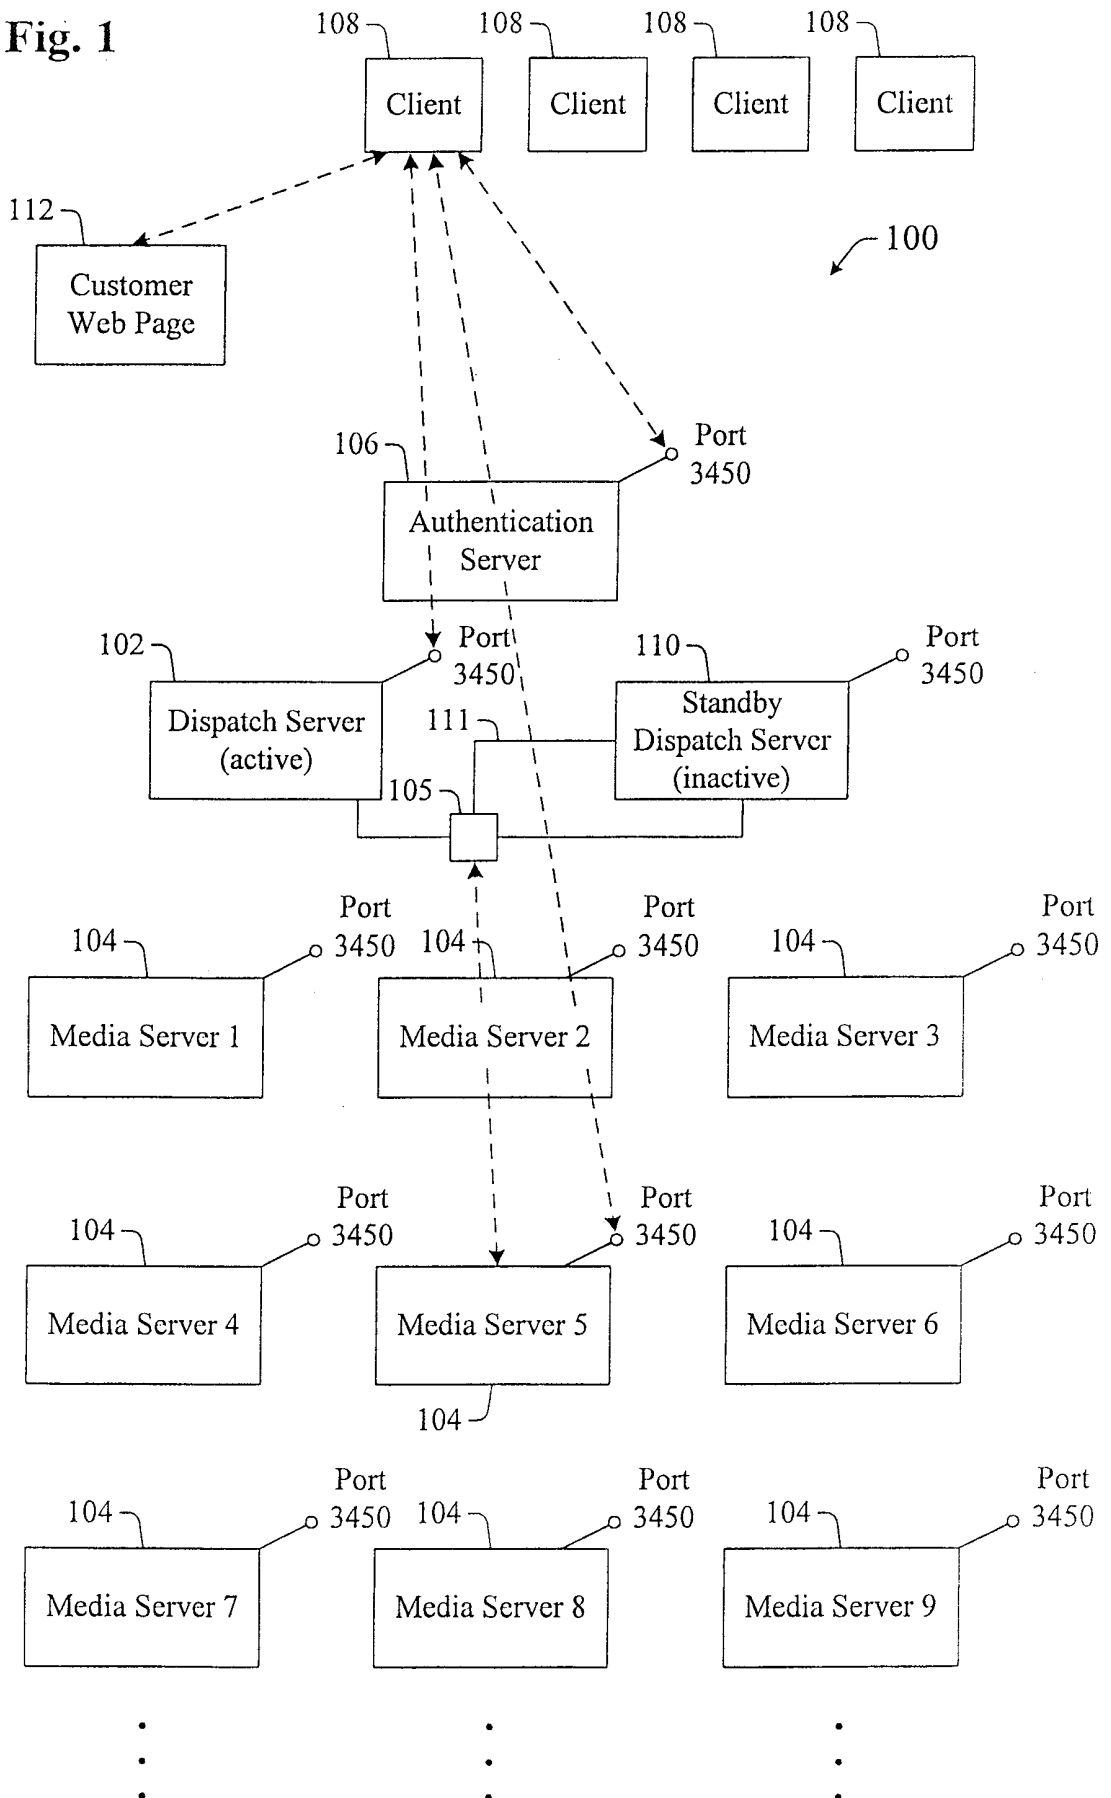 Fig. 1
108
108
108
108
Client
Client
Client
Client
112
100
Customer
Web Page
106
Port
3450
Authentication
Server
102
Port
3450
110
Port
3450
Dispatch Server
(active)
111
Standby
Dispatch Server
(inactive)
105
104
Port
3450
104
Port
3450
104
Port
3450
Media Server 1
Media Server 2
Media Server 3
104
Port
3450
Port
3450
104
Port
3450
Media Server 4
Media Server 5
Media Server 6
104
104
Port
3450
104
Port
3450
104
Port
3450
Media Server 7
Media Server 8
Media Server 9